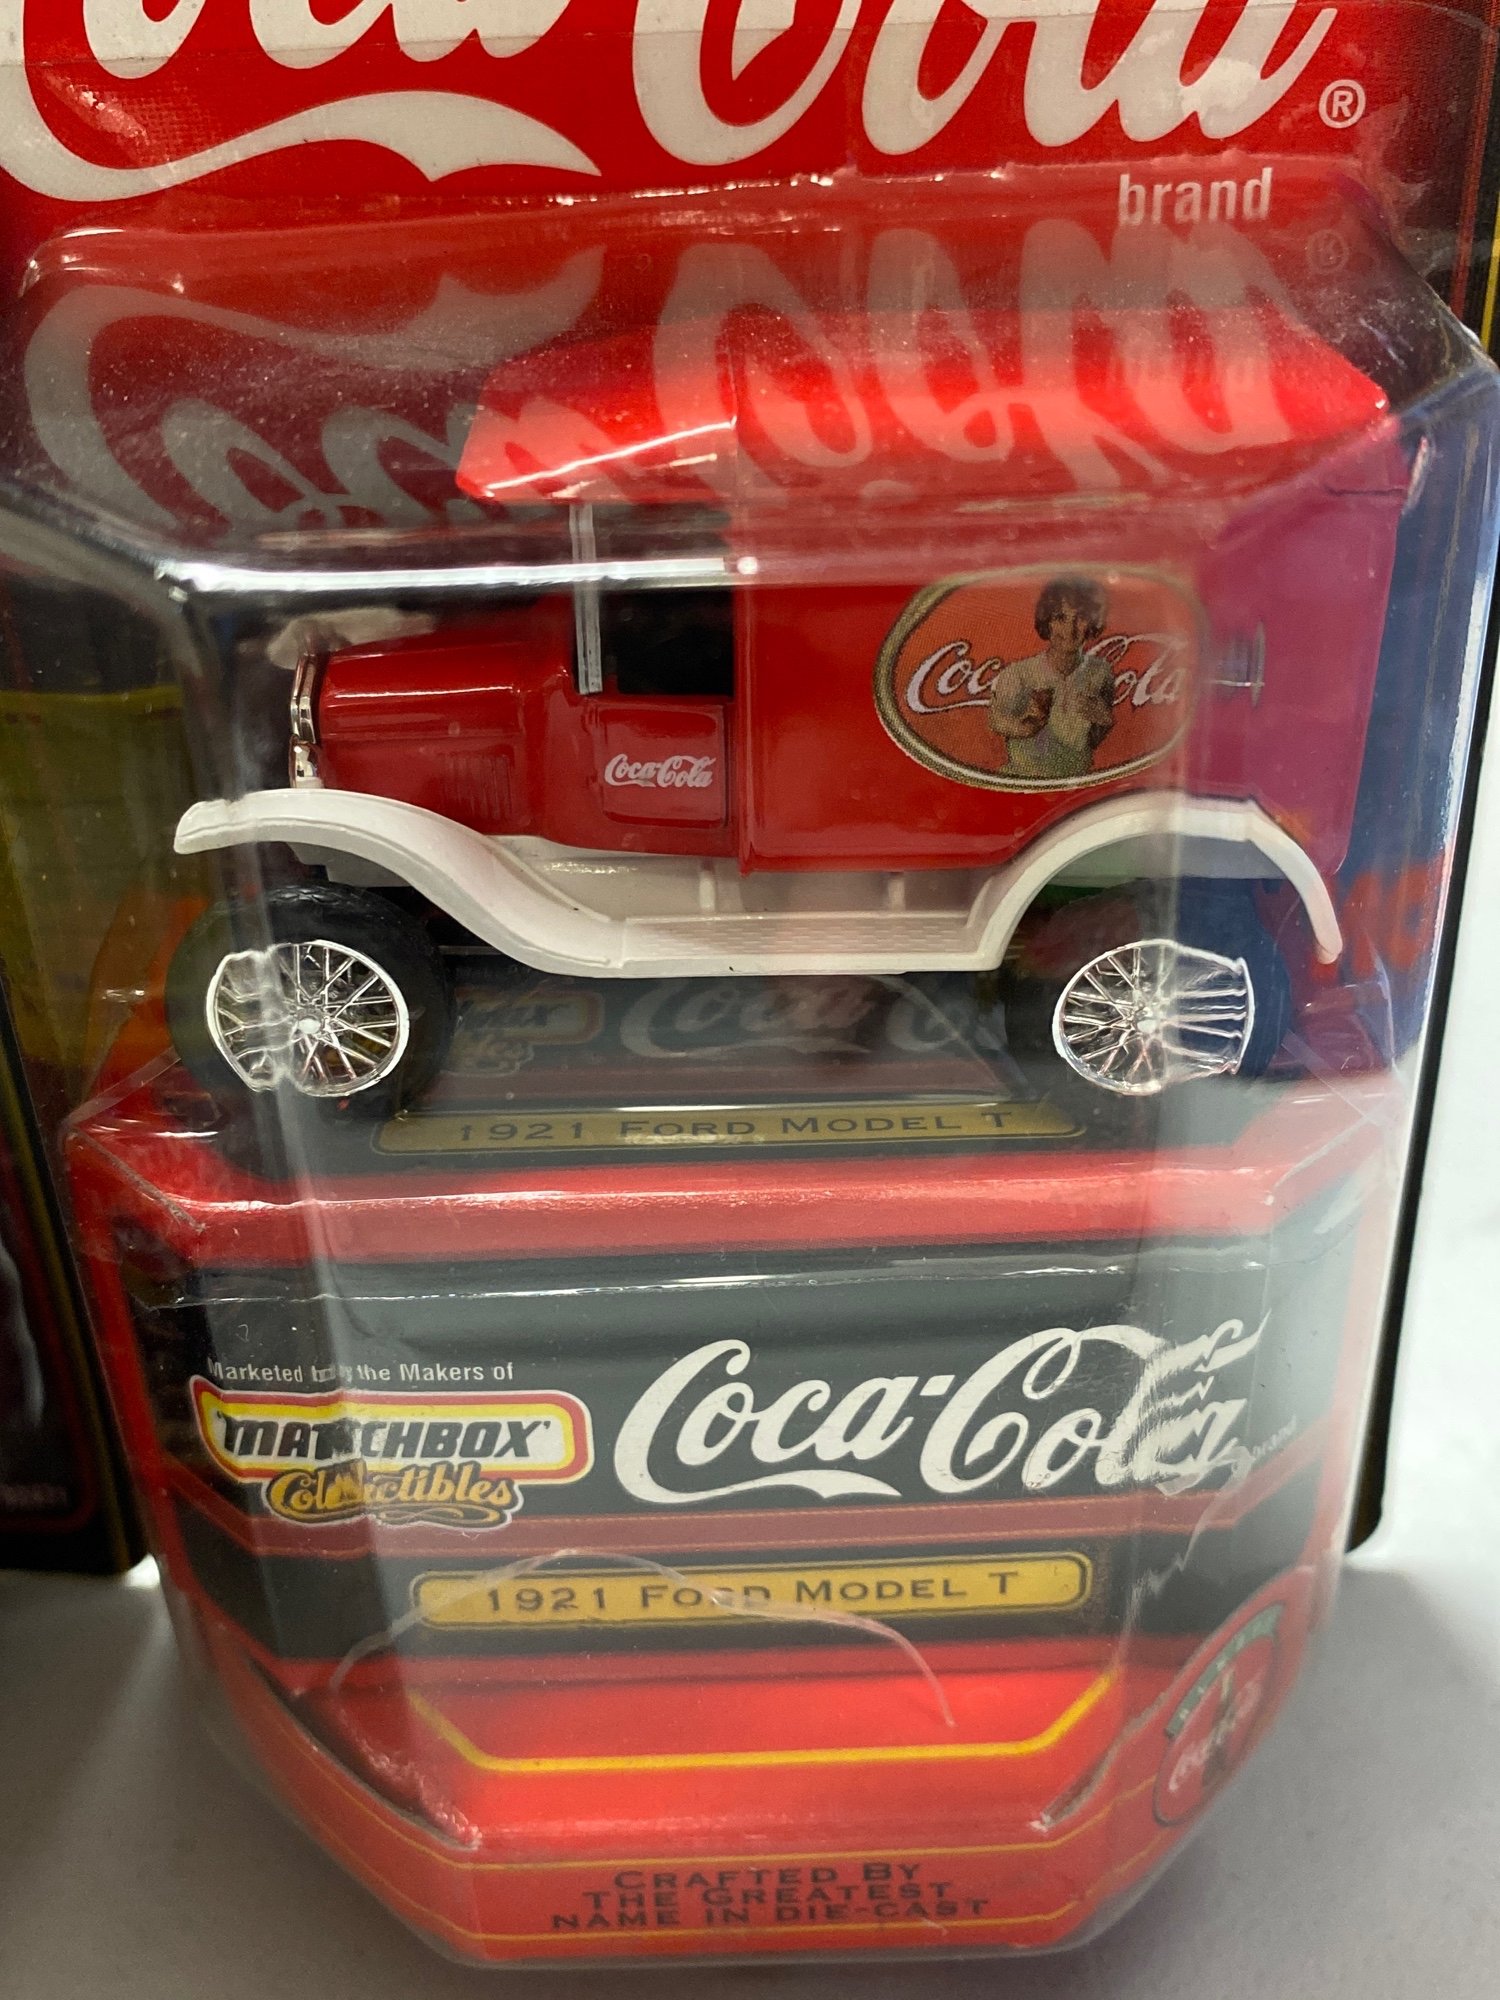 Coca-Cola®
brand
Coca-Cola
Coca-Cola
1921 FORD MODEL T
Marketed by the Makers of
MATCHBOX
Collectibles
Coca-Cola
brand
1921 FORD MODEL T
CRAFTED BY
THE GREATEST
NAME IN DIE-CAST